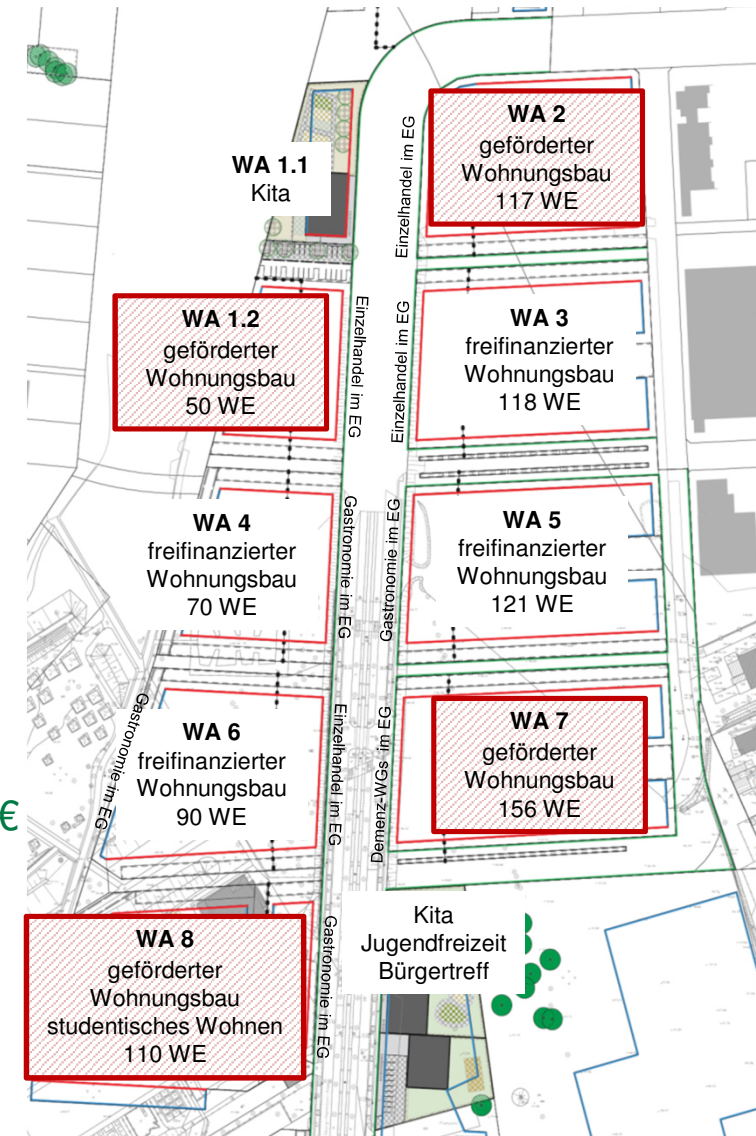 WA 2
geförderter
Wohnungsbau
117 WE
Einzelhandel im EG
WA 1.1
Kita
WA 1.2
geförderter
Wohnungsbau
50 WE
Einzelhandel im EG
Einzelhandel im EG
WA 3
freifinanzierter
Wohnungsbau
118 WE
WA 4
freifinanzierter
Wohnungsbau
70 WE
Gastronomie im EG
Gastronomie im EG
WA 5
freifinanzierter
Wohnungsbau
121 WE
Gastronomie im EG
WA 6
freifinanzierter
Wohnungsbau
90 WE
Einzelhandel im EG
Demenz-WGs im EG
WA 7
geförderter
Wohnungsbau
156 WE
€
WA 8
geförderter
Wohnungsbau
studentisches Wohnen
110 WE
Gastronomie im EG
Kita
Jugendfreizeit
Bürgertreff